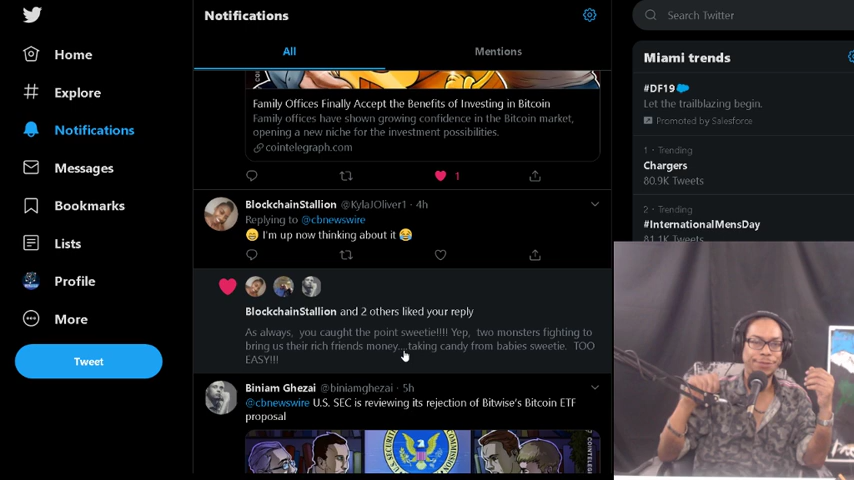 Notifications
Search Twitter
Home
All
Mentions
Miami trends
Explore
#DF19
Let the trailblazing begin.
Promoted by Salesforce
Family Offices Finally Accept the Benefits of Investing in Bitcoin
Family offices have shown growing confidence in the Bitcoin market,
opening a new niche for the investment possibilities.
cointelegraph.com
Notifications
1 · Trending
Chargers
80.9K Tweets
Messages
1
2 · Trending
#InternationalMensDay
81.1K Tweets
Bookmarks
BlockchainStallion @KylaJOliver1 · 4h
Replying to @cbnewswire
😁 I'm up now thinking about it 😂
Lists
Profile
BlockchainStallion and 2 others liked your reply
As always, you caught the point sweetie!!!! Yep, two monsters fighting to
bring us their rich friends money....taking candy from babies sweetie. TOO
EASY!!!
More
Tweet
Biniam Ghezai @biniamghezai · 5h
@cbnewswire U.S. SEC is reviewing its rejection of Bitwise's Bitcoin ETF
proposal